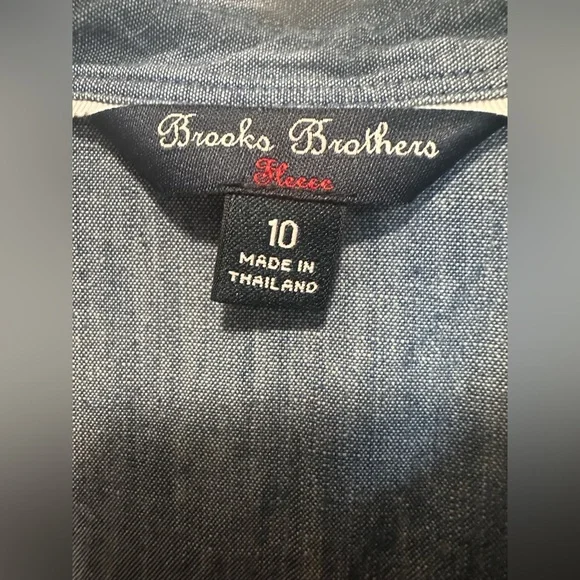 Brooks Brothers
Fleece
10
MADE IN
THAILAND